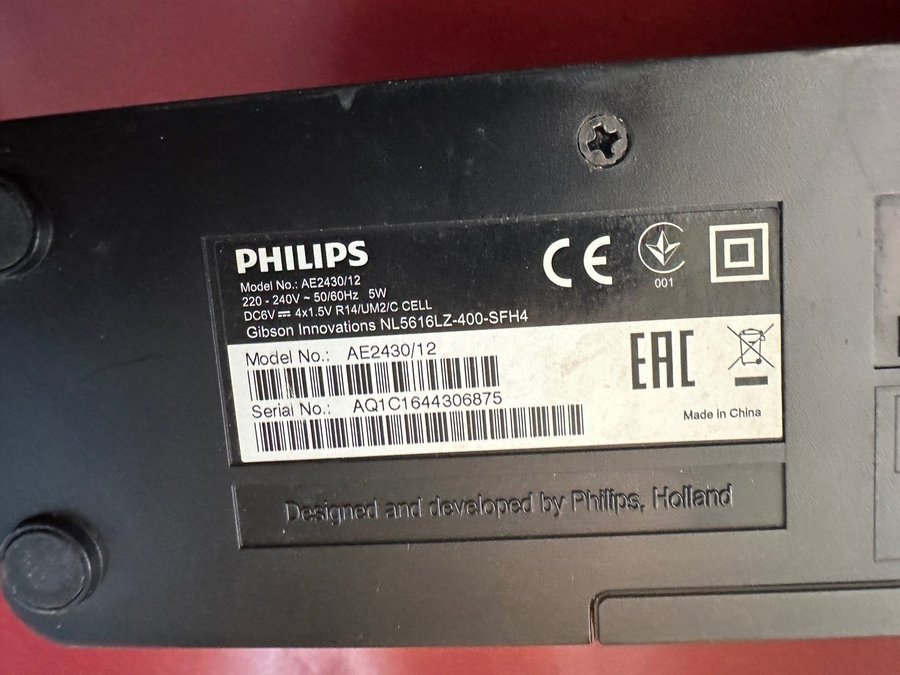 PHILIPS
Model No.: AE2430/12
220 - 240V ~ 50/60Hz 5W
DC6V ⎓ 4x1.5V R14/UM2/C CELL
Gibson Innovations NL5616LZ-400-SFH4
CE
001
Model No.: AE2430/12
EAC
Serial No.: AQ1C1644306875
Made in China
Designed and developed by Philips, Holland